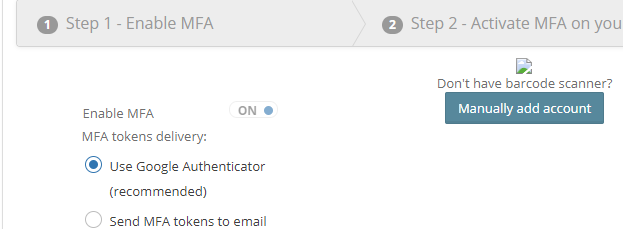 1 Step 1 - Enable MFA
2 Step 2 - Activate MFA on you
Don't have barcode scanner?
Manually add account
Enable MFA ON
MFA tokens delivery:
Use Google Authenticator
(recommended)
Send MFA tokens to email